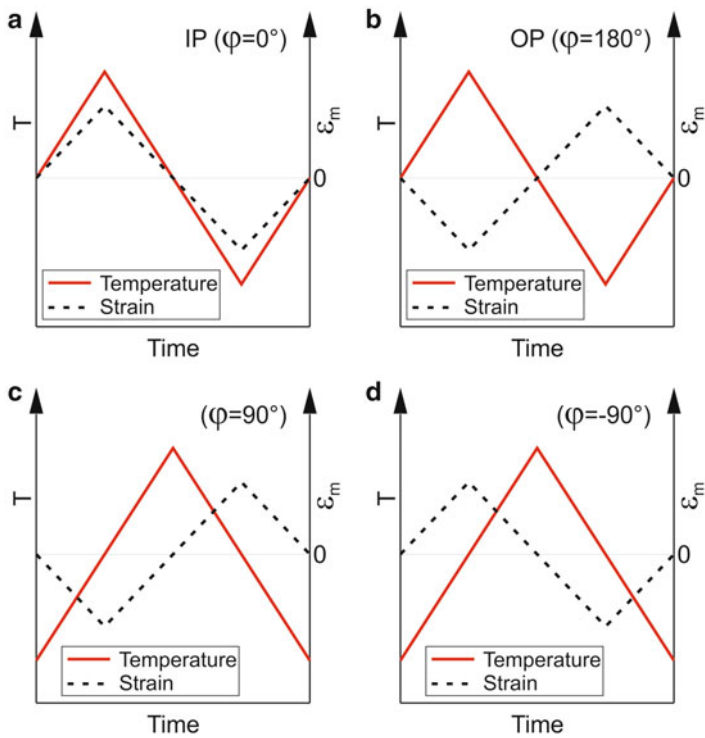 a
IP (φ=0°)
T
εm
0
Temperature
Strain
Time
b
OP (φ=180°)
T
εm
0
Temperature
Strain
Time
c
(φ=90°)
T
εm
0
Temperature
Strain
Time
d
(φ=-90°)
T
εm
0
Temperature
Strain
Time